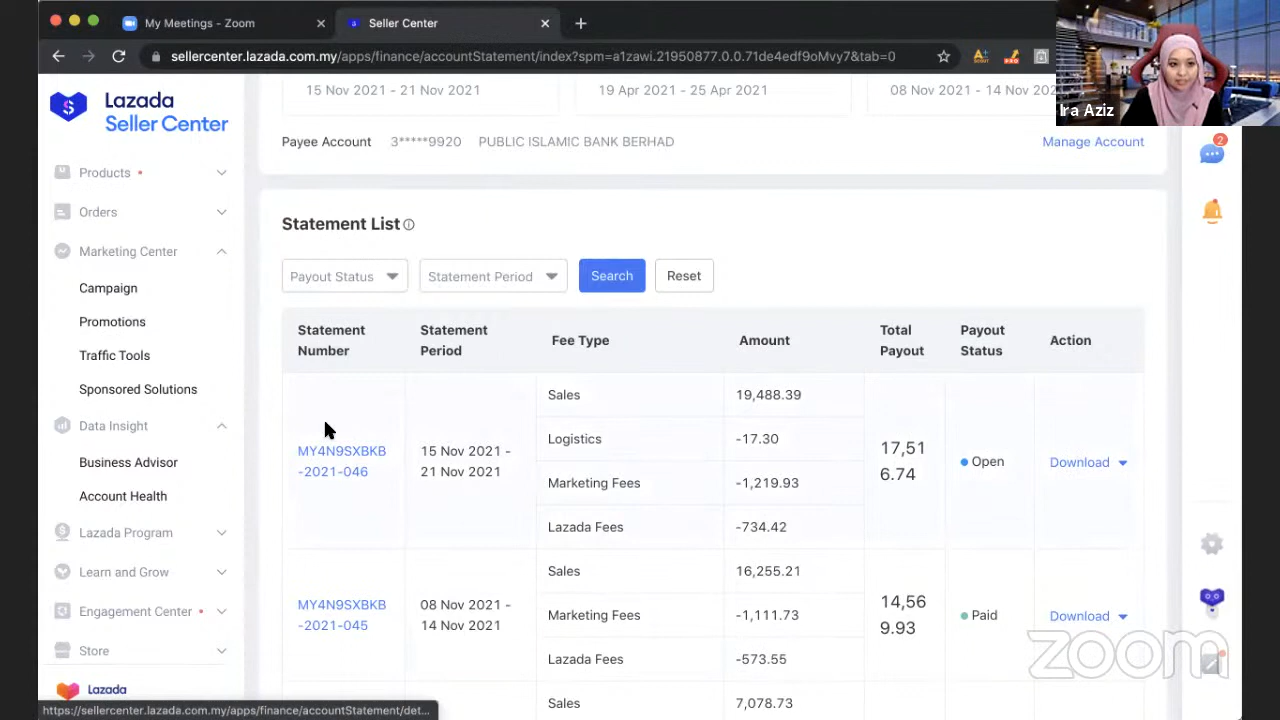 My Meetings - Zoom
Seller Center
sellercenter.lazada.com.my/apps/finance/accountStatement/index?spm=a1zawi.21950877.0.0.71de4edf9oMvy7&tab=0
Ira Aziz
Lazada
Seller Center
15 Nov 2021 - 21 Nov 2021
19 Apr 2021 - 25 Apr 2021
08 Nov 2021 - 14 Nov 202
Payee Account 3*****9920 PUBLIC ISLAMIC BANK BERHAD
Manage Account
2
Products
Orders
Marketing Center
Campaign
Promotions
Traffic Tools
Sponsored Solutions
Data Insight
Business Advisor
Account Health
Lazada Program
Learn and Grow
Engagement Center
Store
Lazada
Statement List
Payout Status
Statement Period
Search
Reset
Statement Number
Statement Period
Fee Type
Amount
Total Payout
Payout Status
Action
MY4N9SXBKB
-2021-046
15 Nov 2021 -
21 Nov 2021
Sales 19,488.39
Logistics -17.30
Marketing Fees -1,219.93
Lazada Fees -734.42
17,51
6.74
Open
Download
MY4N9SXBKB
-2021-045
08 Nov 2021 -
14 Nov 2021
Sales 16,255.21
Marketing Fees -1,111.73
Lazada Fees -573.55
14,56
9.93
Paid
Download
Sales 7,078.73
zoom
https://sellercenter.lazada.com.my/apps/finance/accountStatement/det...